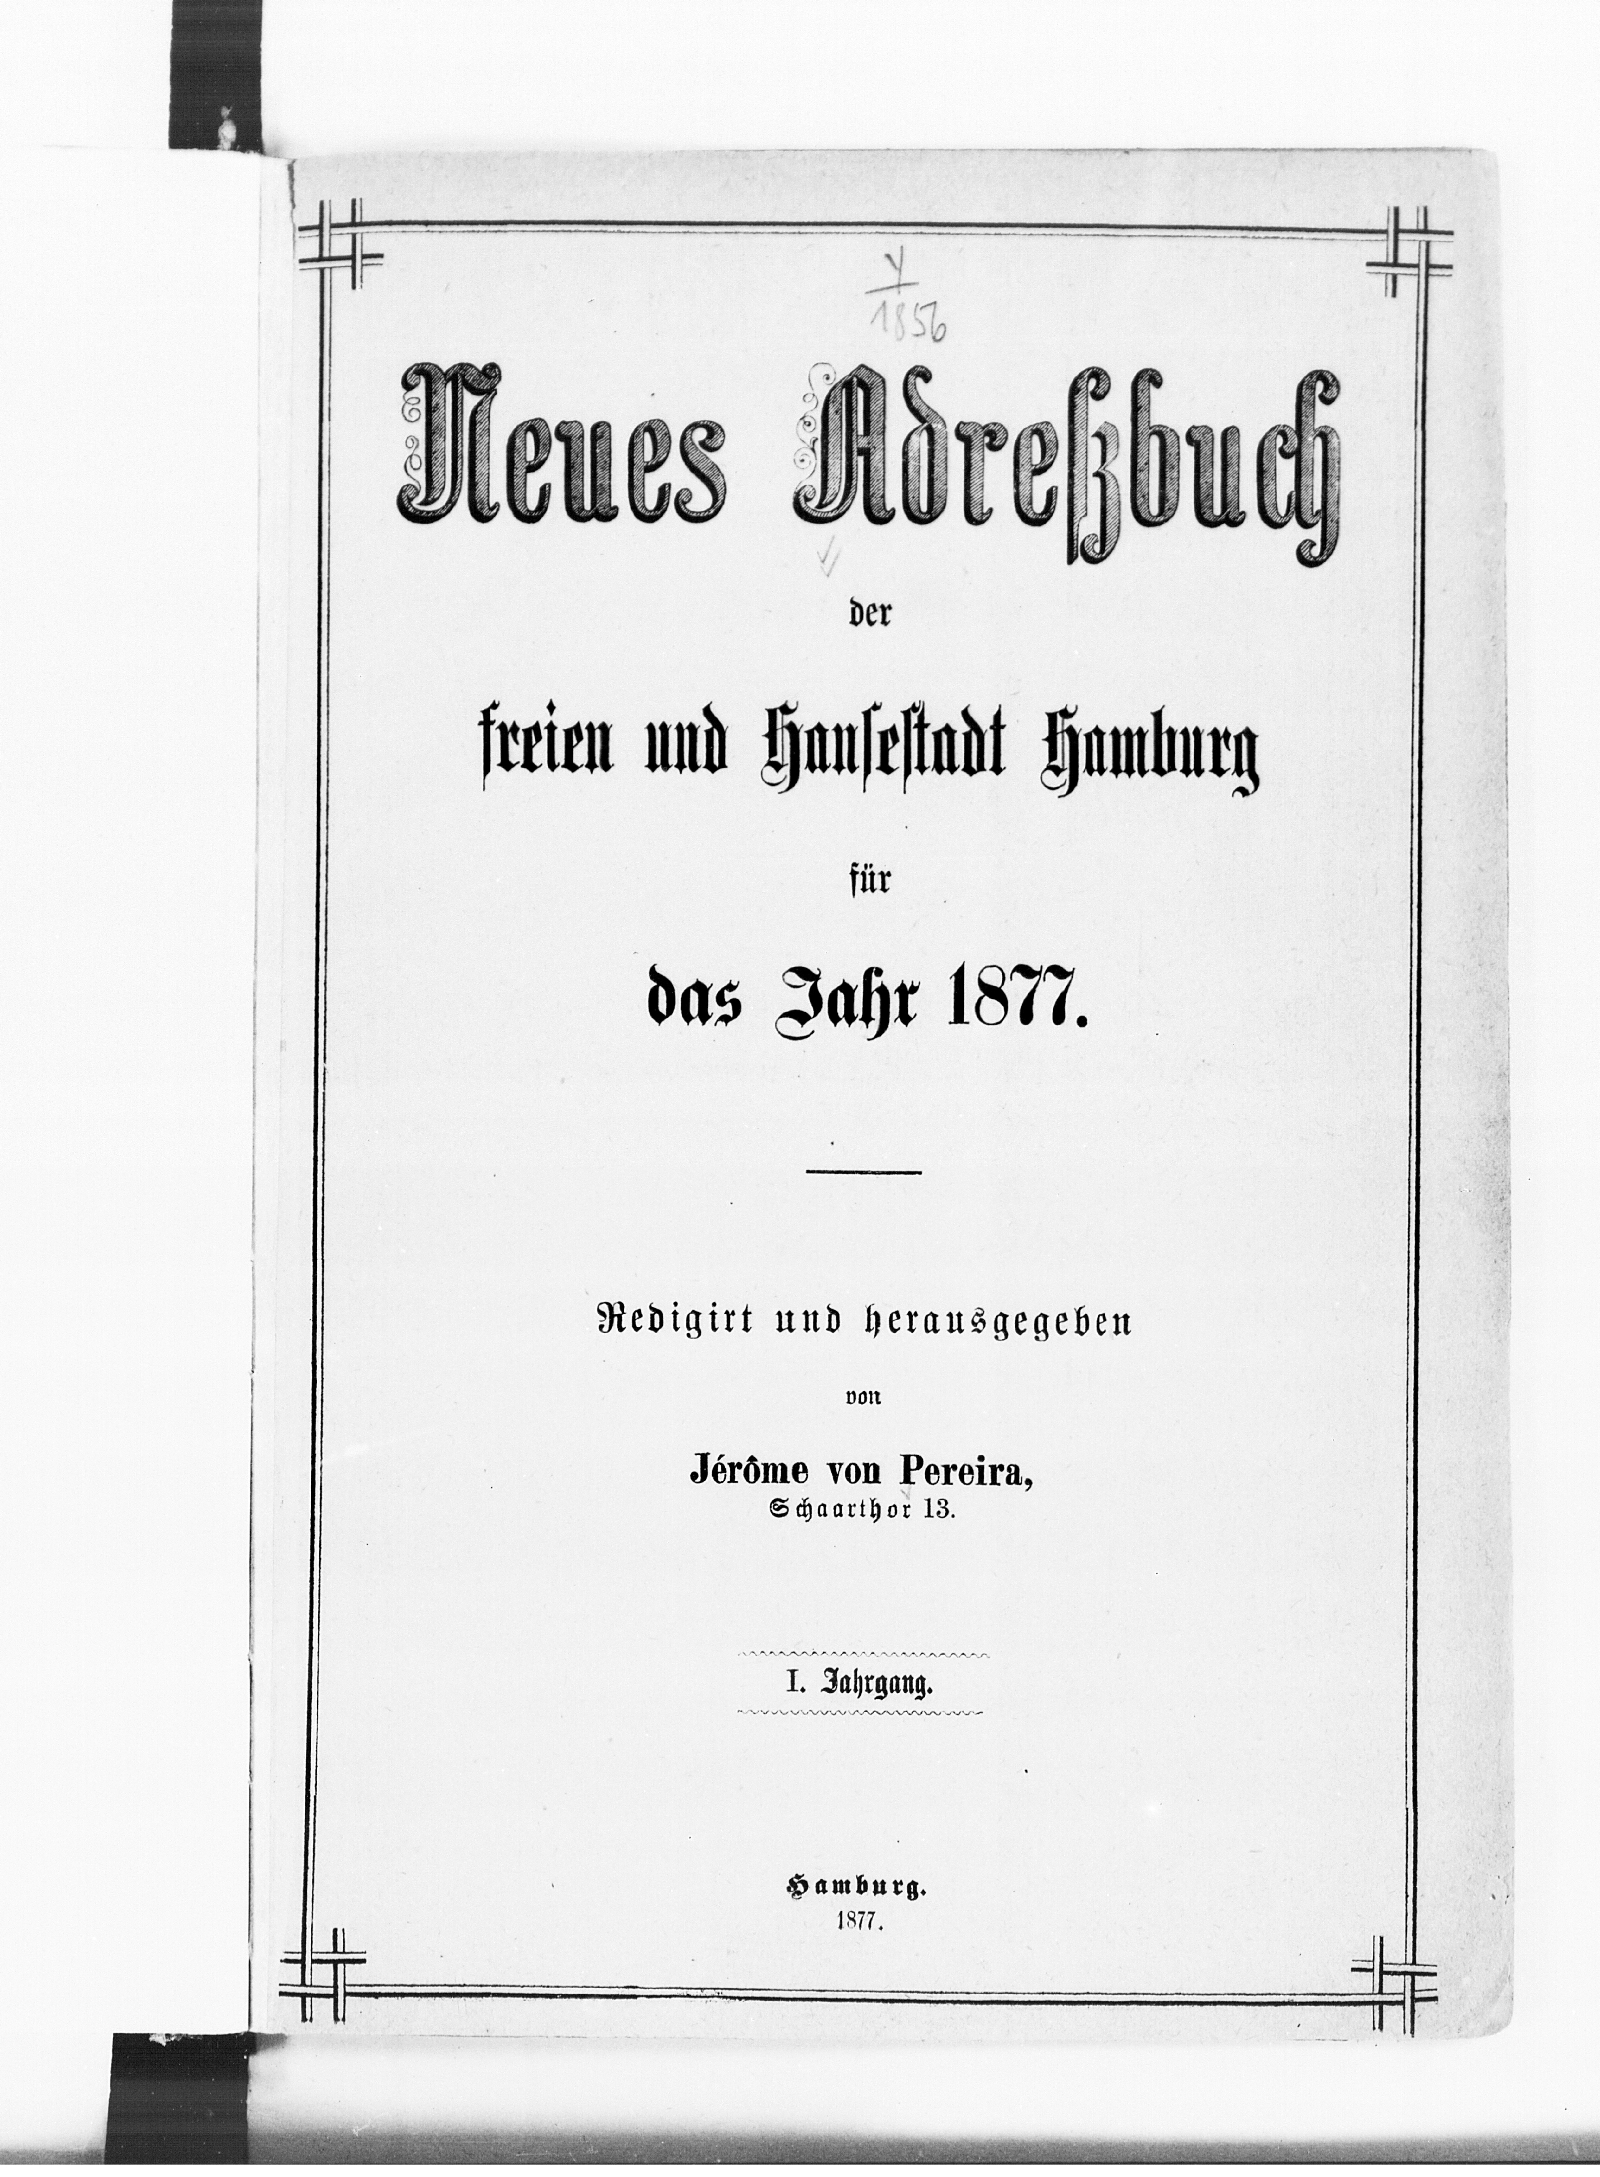 Y
1856
Neues Adreßbuch
der
freien und Hansestadt Hamburg
für
das Jahr 1877.
Redigirt und herausgegeben
von
Jérôme von Pereira,
Schaarthor 13.
I. Jahrgang.
Hamburg.
1877.